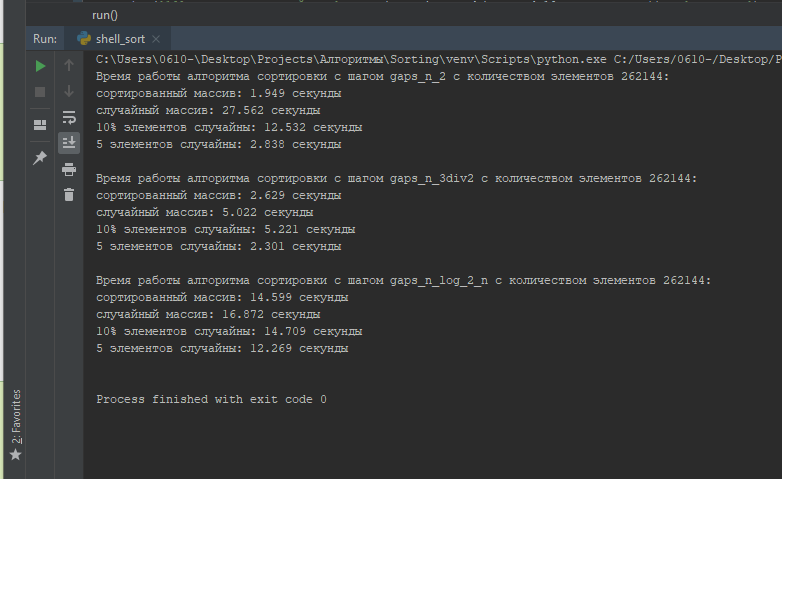 run()
Run: shell_sort
C:\Users\0610-\Desktop\Projects\Алгоритмы\Sorting\venv\Scripts\python.exe C:/Users/0610-/Desktop/P
Время работы алгоритма сортировки с шагом gaps_n_2 с количеством элементов 262144:
сортированный массив: 1.949 секунды
случайный массив: 27.562 секунды
10% элементов случайны: 12.532 секунды
5 элементов случайны: 2.838 секунды
Время работы алгоритма сортировки с шагом gaps_n_3div2 с количеством элементов 262144:
сортированный массив: 2.629 секунды
случайный массив: 5.022 секунды
10% элементов случайны: 5.221 секунды
5 элементов случайны: 2.301 секунды
Время работы алгоритма сортировки с шагом gaps_n_log_2_n с количеством элементов 262144:
сортированный массив: 14.599 секунды
случайный массив: 16.872 секунды
10% элементов случайны: 14.709 секунды
5 элементов случайны: 12.269 секунды
Process finished with exit code 0
2: Favorites